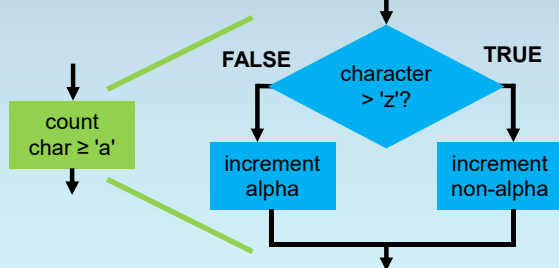 count
char ≥ 'a'
FALSE
TRUE
character
> 'z'?
increment
alpha
increment
non-alpha